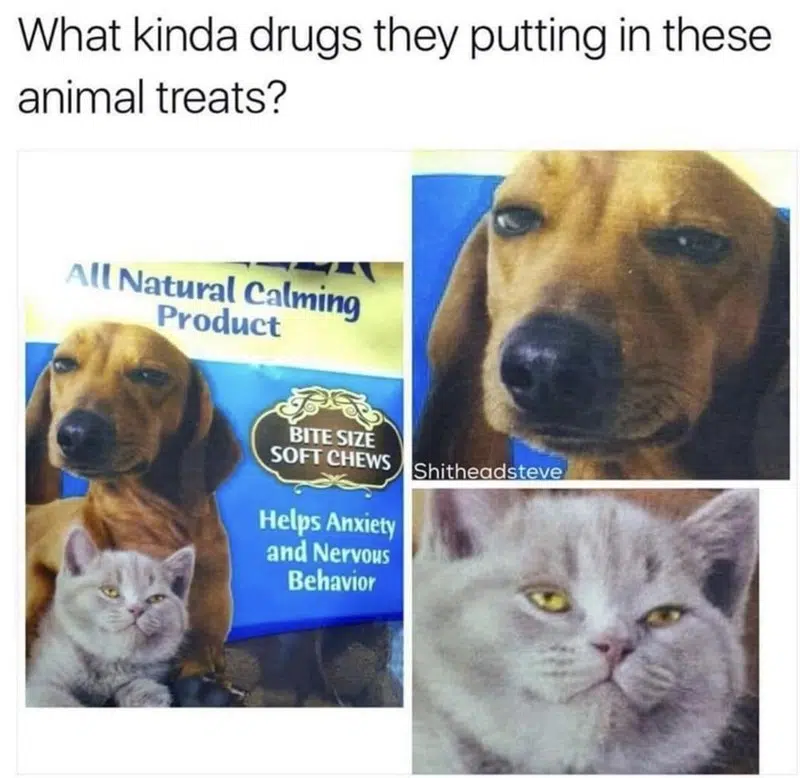 What kinda drugs they putting in these
animal treats?
All Natural Calming
Product
BITE SIZE
SOFT CHEWS
Helps Anxiety
and Nervous
Behavior
Shitheadsteve